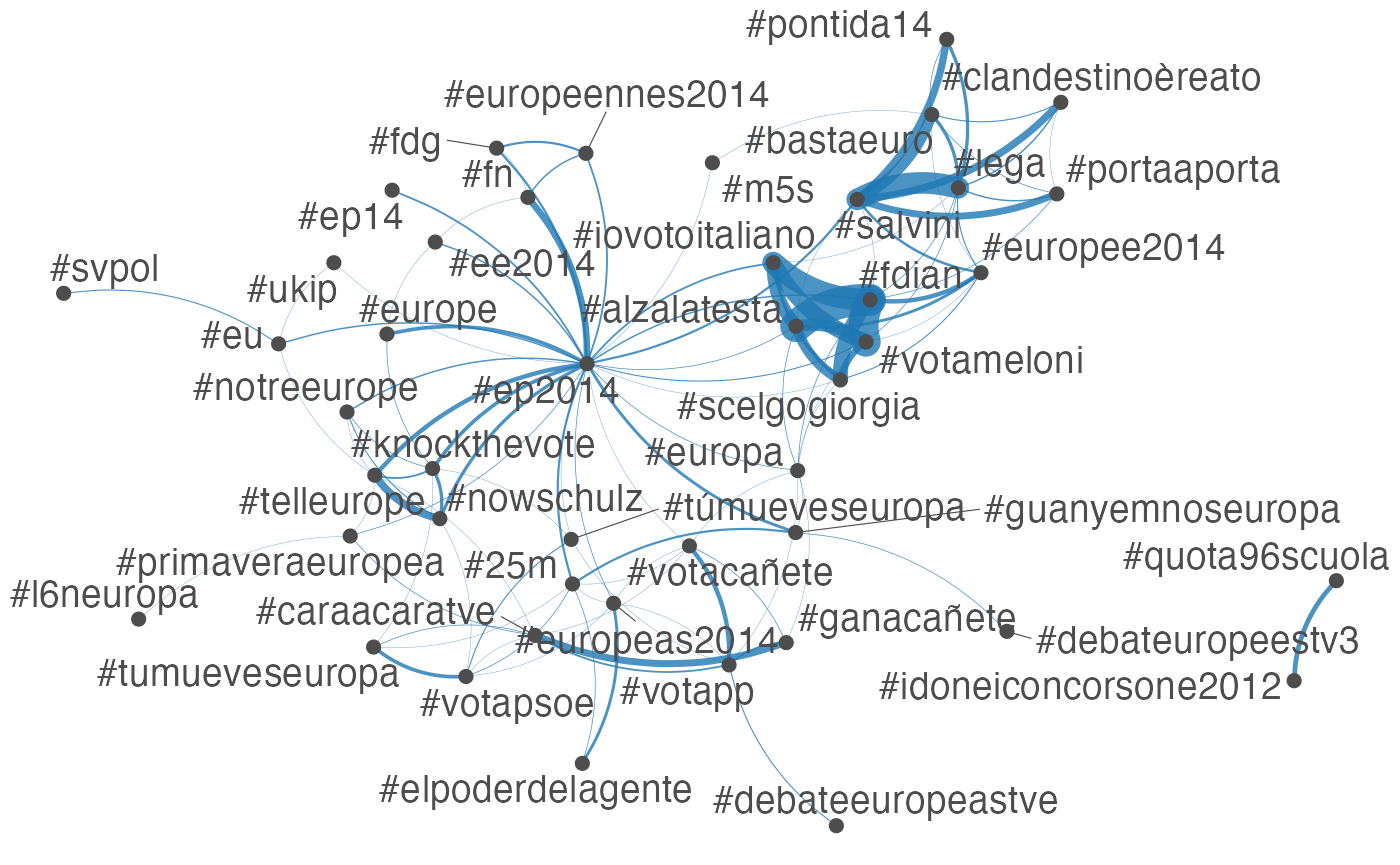 #pontida14
#clandestinoèreato
#europeennes2014
#fdg
#bastaeuro
#lega
#portaaporta
#fn
#m5s
#ep14
#salvini
#iovotoitaliano
#europee2014
#ee2014
#svpol
#fdian
#ukip
#europe
#alzalatesta
#eu
#votameloni
#notreeurope
#ep2014
#scelgogiorgia
#knockthevote
#europa
#telleurope
#nowschulz
#túmueveseuropa
#guanyemnoseuropa
#quota96scuola
#primaveraeuropea
#25m
#votacañete
#l6neuropa
#caraacaratve
#ganacañete
#europeas2014
#debateuropeestv3
#tumueveseuropa
#votapsoe
#votapp
#idoneiconcorsone2012
#elpoderdelagente
#debateeuropeastve